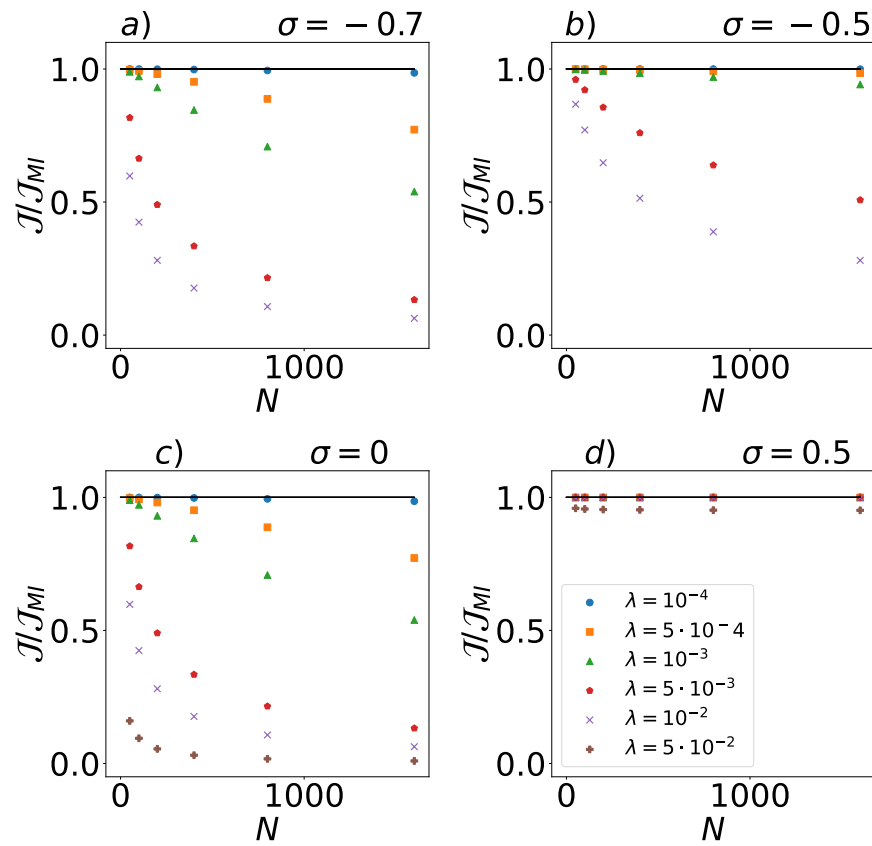 a) σ = −0.7
b) σ = −0.5
1.0
0.5
0.0
𝒥/𝒥MI
0
1000
N
1.0
0.5
0.0
𝒥/𝒥MI
0
1000
N
c) σ = 0
d) σ = 0.5
1.0
0.5
0.0
𝒥/𝒥MI
0
1000
N
1.0
0.5
0.0
𝒥/𝒥MI
λ = 10⁻⁴
λ = 5 · 10⁻4
λ = 10⁻³
λ = 5 · 10⁻³
λ = 10⁻²
λ = 5 · 10⁻²
0
1000
N